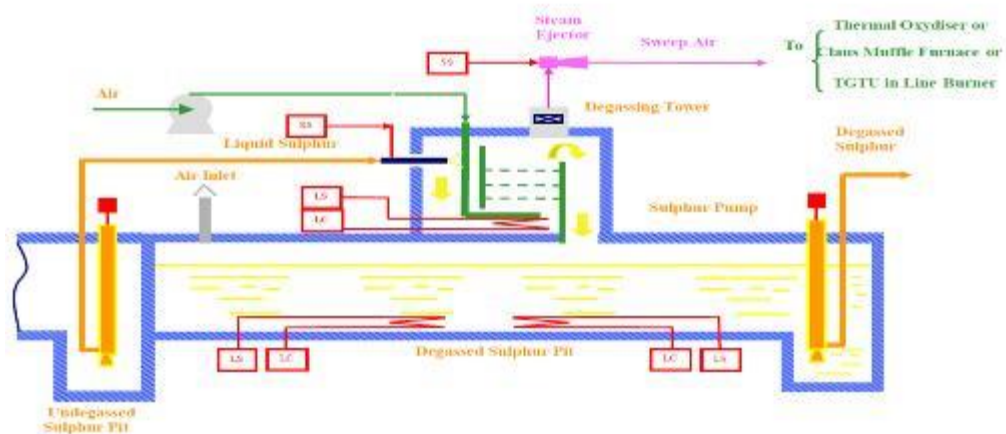 Steam
Ejector
Sweep Air
To
Thermal Oxydiser or
Claus Muffle Furnace or
TGTU in Line Burner
Air
Degassing Tower
Liquid Sulphur
Air Inlet
LS
LC
Degassed
Sulphur
Sulphur Pump
LS
LC
Degassed Sulphur Pit
LC
LS
Undegassed
Sulphur Pit